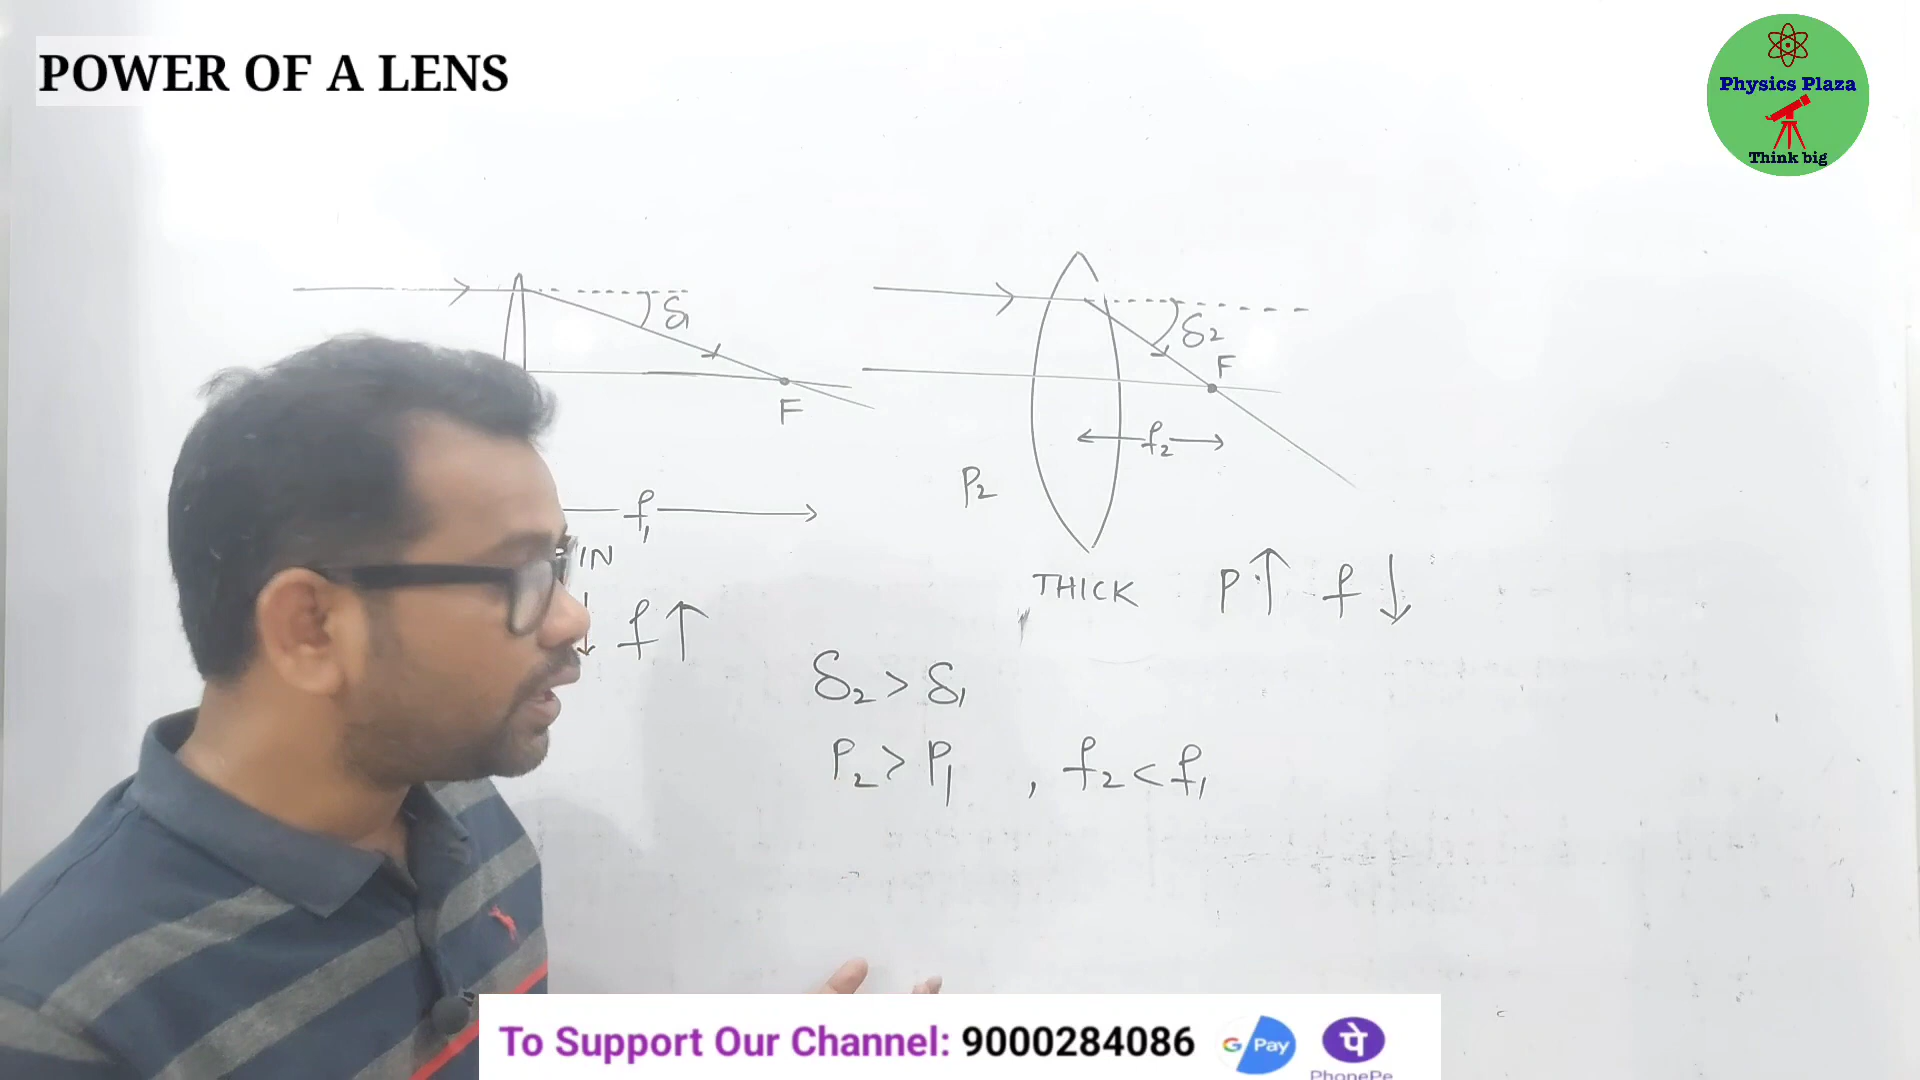 POWER OF A LENS
Physics Plaza
Think big
δ₁
F
f₁
IN
↓ f↑
δ₂
F
f₂
P₂
THICK P↑ f↓
δ₂ > δ₁
P₂ > P₁ , f₂ < f₁
To Support Our Channel: 9000284086 G Pay पे
PhonePe